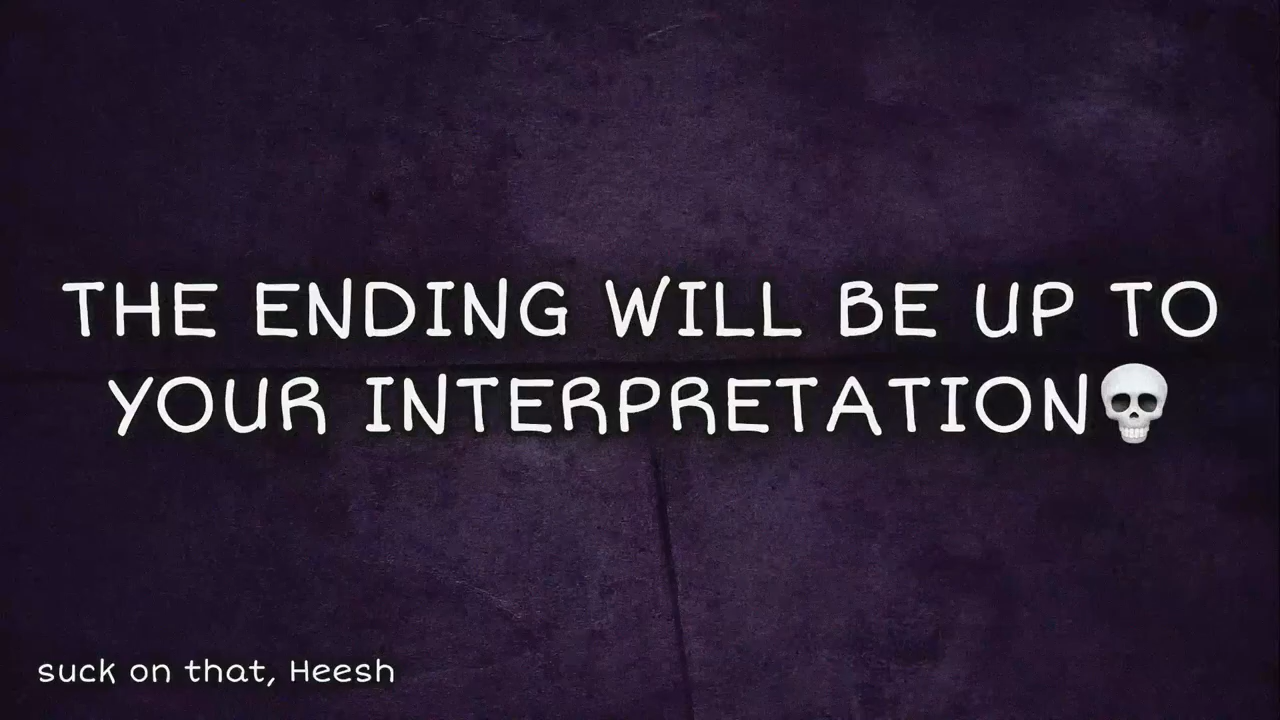 THE ENDING WILL BE UP TO
YOUR INTERPRETATION💀
suck on that, Heesh